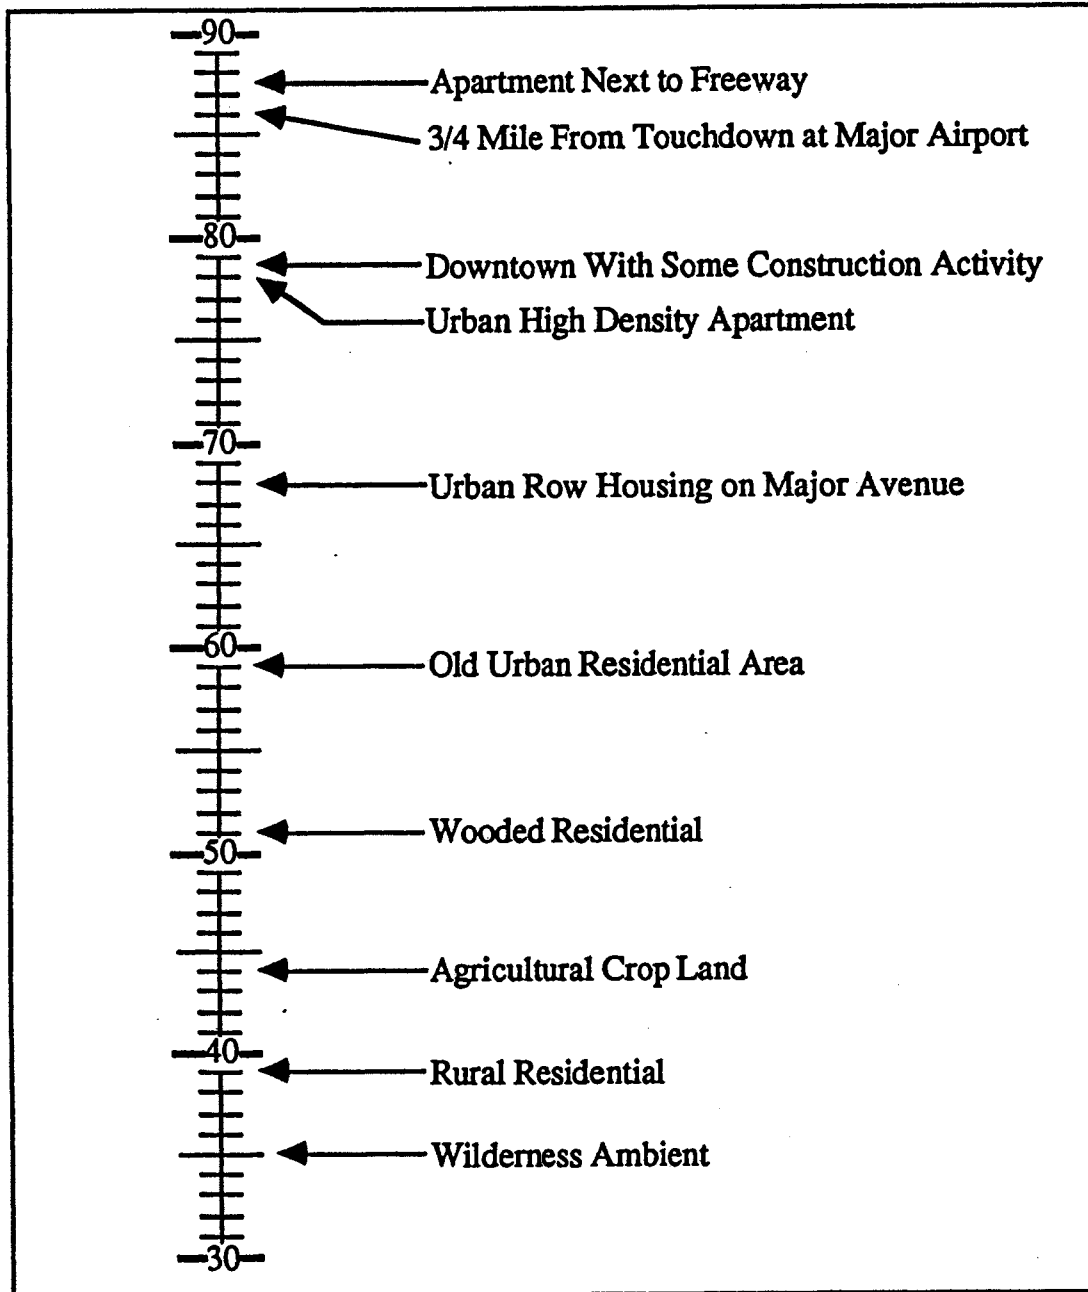 90
Apartment Next to Freeway
3/4 Mile From Touchdown at Major Airport
80
Downtown With Some Construction Activity
Urban High Density Apartment
70
Urban Row Housing on Major Avenue
60
Old Urban Residential Area
Wooded Residential
50
Agricultural Crop Land
40
Rural Residential
Wilderness Ambient
30